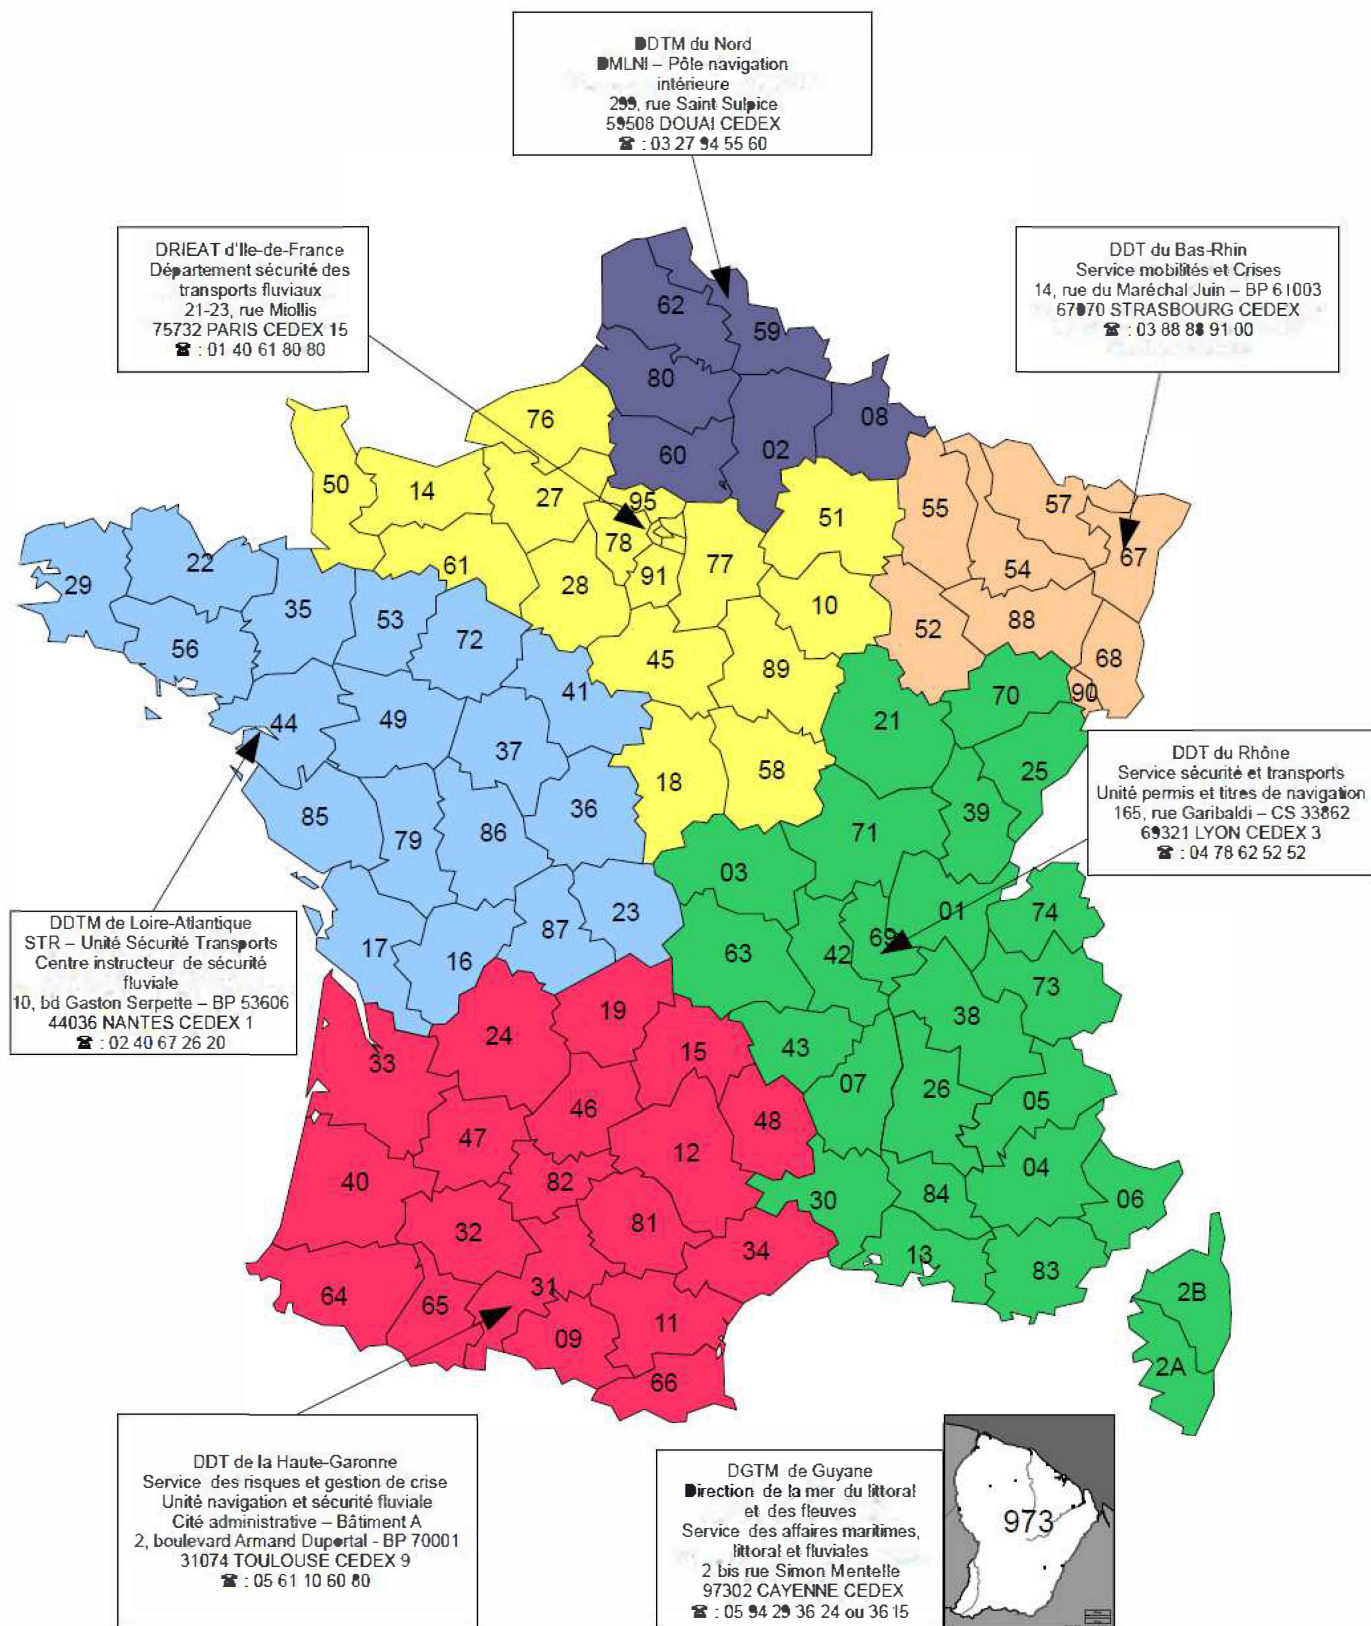 DDTM du Nord
DMLNI – Pôle navigation
intérieure
299, rue Saint Sulpice
59508 DOUAI CEDEX
☎ : 03 27 94 55 60
DRIEAT d'Ile-de-France
Département sécurité des
transports fluviaux
21-23, rue Miollis
75732 PARIS CEDEX 15
☎ : 01 40 61 80 80
DDT du Bas-Rhin
Service mobilités et Crises
14, rue du Maréchal Juin – BP 61003
67070 STRASBOURG CEDEX
☎ : 03 88 88 91 00
62
59
80
08
76
60
02
50
14
27
95
51
55
57
78
77
67
61
28
91
10
54
22
29
35
53
72
52
88
56
45
89
68
41
90
70
44
49
21
37
18
58
25
85
36
79
86
71
39
DDT du Rhône
Service sécurité et transports
Unité permis et titres de navigation
165, rue Garibaldi – CS 33862
69321 LYON CEDEX 3
☎ : 04 78 62 52 52
03
23
87
01
74
17
16
63
42
69
73
DDTM de Loire-Atlantique
STR – Unité Sécurité Transports
Centre instructeur de sécurité
fluviale
10, bd Gaston Serpette – BP 53606
44036 NANTES CEDEX 1
☎ : 02 40 67 26 20
19
38
24
15
43
33
07
26
46
05
48
47
12
04
40
82
84
06
30
32
81
34
13
83
64
65
31
2B
11
09
66
2A
DDT de la Haute-Garonne
Service des risques et gestion de crise
Unité navigation et sécurité fluviale
Cité administrative – Bâtiment A
2, boulevard Armand Duportal - BP 70001
31074 TOULOUSE CEDEX 9
☎ : 05 61 10 60 80
DGTM de Guyane
Direction de la mer du littoral
et des fleuves
Service des affaires maritimes,
littoral et fluviales
2 bis rue Simon Mentelle
97302 CAYENNE CEDEX
☎ : 05 94 29 36 24 ou 36 15
973